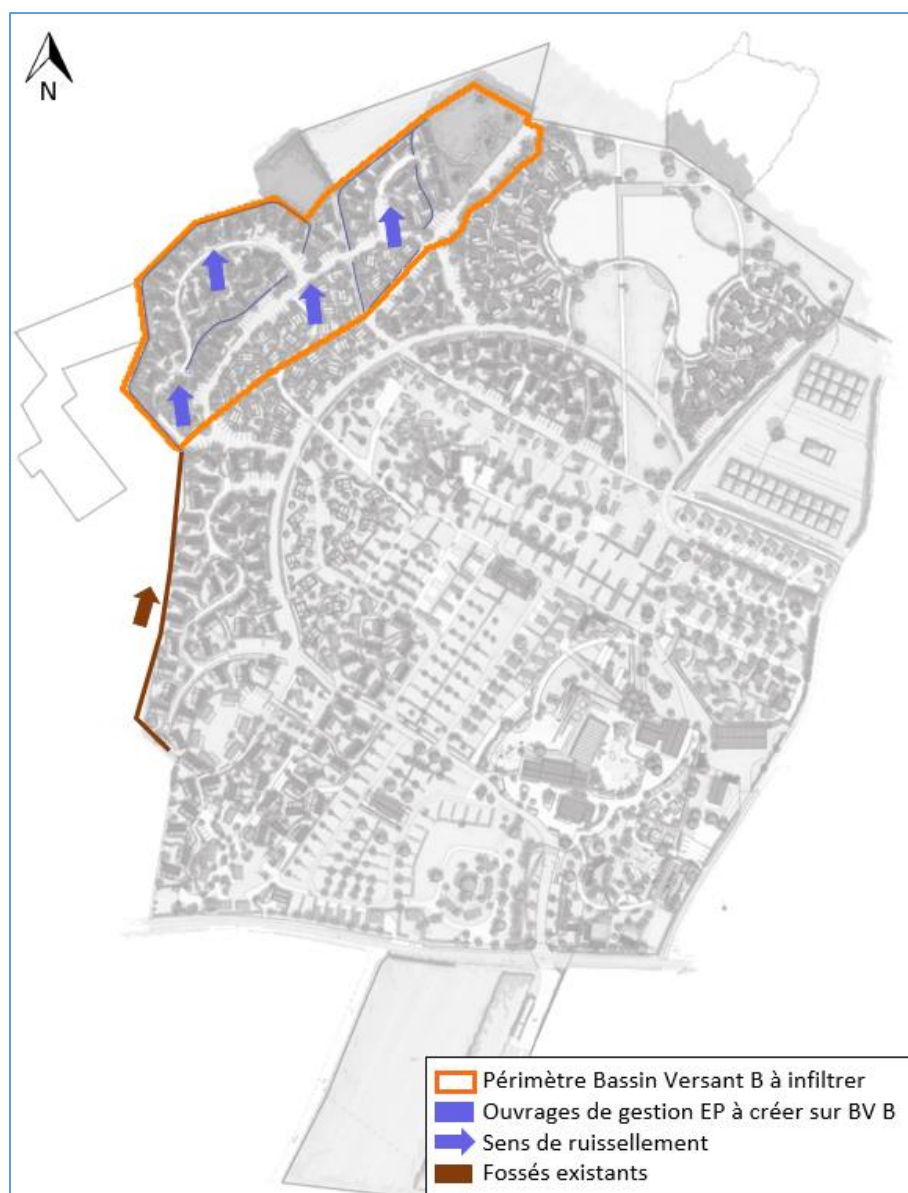 N
Périmètre Bassin Versant B à infiltrer
Ouvrages de gestion EP à créer sur BV B
Sens de ruissellement
Fossés existants